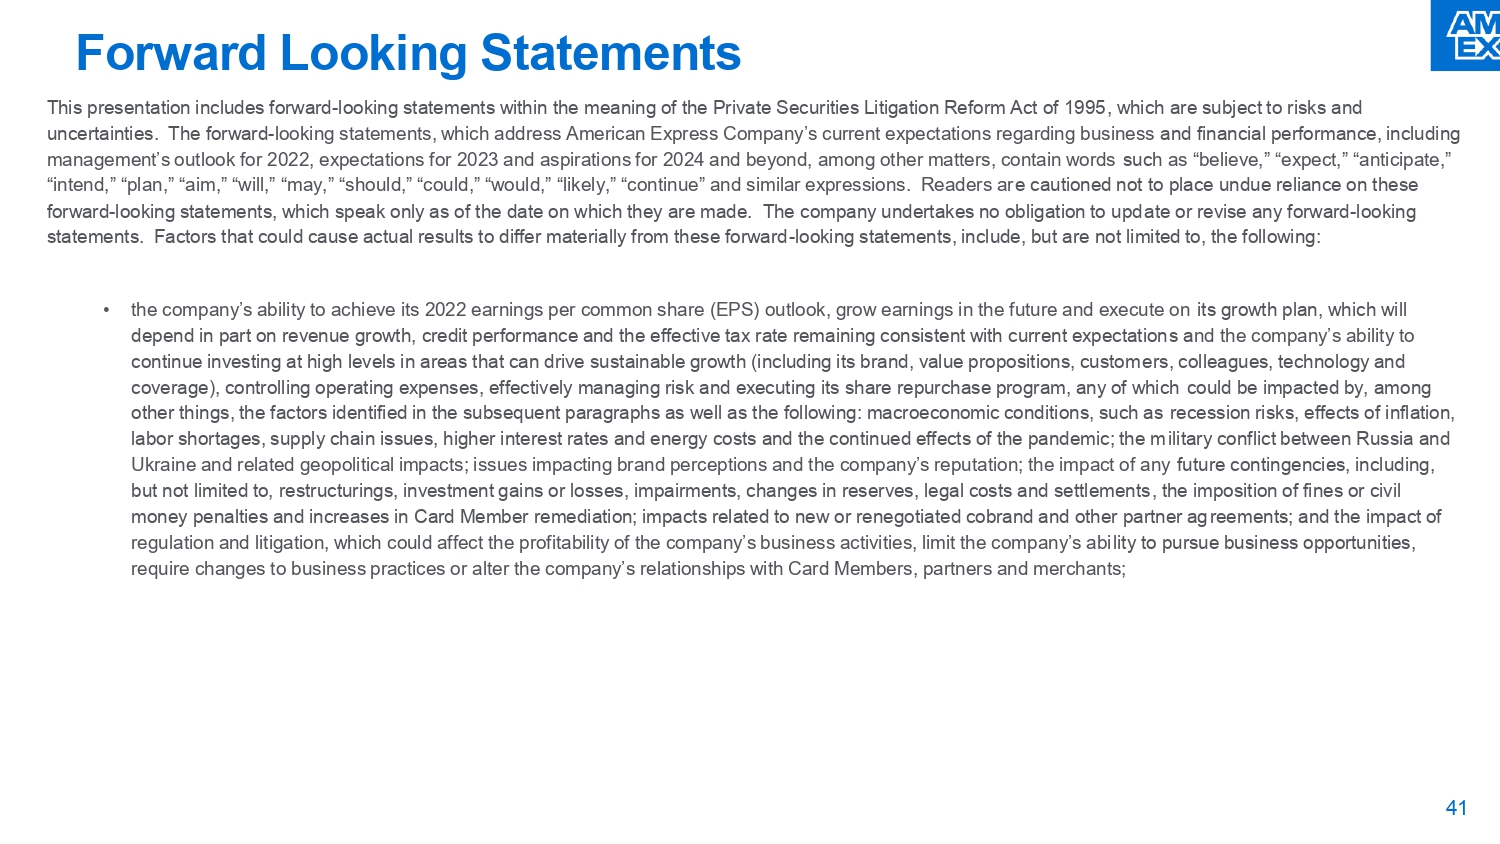 Forward Looking Statements
AM
EX
This presentation includes forward-looking statements within the meaning of the Private Securities Litigation Reform Act of 1995, which are subject to risks and
uncertainties.  The forward-looking statements, which address American Express Company’s current expectations regarding business and financial performance, including
management’s outlook for 2022, expectations for 2023 and aspirations for 2024 and beyond, among other matters, contain words such as “believe,” “expect,” “anticipate,”
“intend,” “plan,” “aim,” “will,” “may,” “should,” “could,” “would,” “likely,” “continue” and similar expressions.  Readers are cautioned not to place undue reliance on these
forward-looking statements, which speak only as of the date on which they are made.  The company undertakes no obligation to update or revise any forward-looking
statements.  Factors that could cause actual results to differ materially from these forward-looking statements, include, but are not limited to, the following:
• the company’s ability to achieve its 2022 earnings per common share (EPS) outlook, grow earnings in the future and execute on its growth plan, which will
depend in part on revenue growth, credit performance and the effective tax rate remaining consistent with current expectations and the company’s ability to
continue investing at high levels in areas that can drive sustainable growth (including its brand, value propositions, customers, colleagues, technology and
coverage), controlling operating expenses, effectively managing risk and executing its share repurchase program, any of which could be impacted by, among
other things, the factors identified in the subsequent paragraphs as well as the following: macroeconomic conditions, such as recession risks, effects of inflation,
labor shortages, supply chain issues, higher interest rates and energy costs and the continued effects of the pandemic; the military conflict between Russia and
Ukraine and related geopolitical impacts; issues impacting brand perceptions and the company’s reputation; the impact of any future contingencies, including,
but not limited to, restructurings, investment gains or losses, impairments, changes in reserves, legal costs and settlements, the imposition of fines or civil
money penalties and increases in Card Member remediation; impacts related to new or renegotiated cobrand and other partner agreements; and the impact of
regulation and litigation, which could affect the profitability of the company’s business activities, limit the company’s ability to pursue business opportunities,
require changes to business practices or alter the company’s relationships with Card Members, partners and merchants;
41